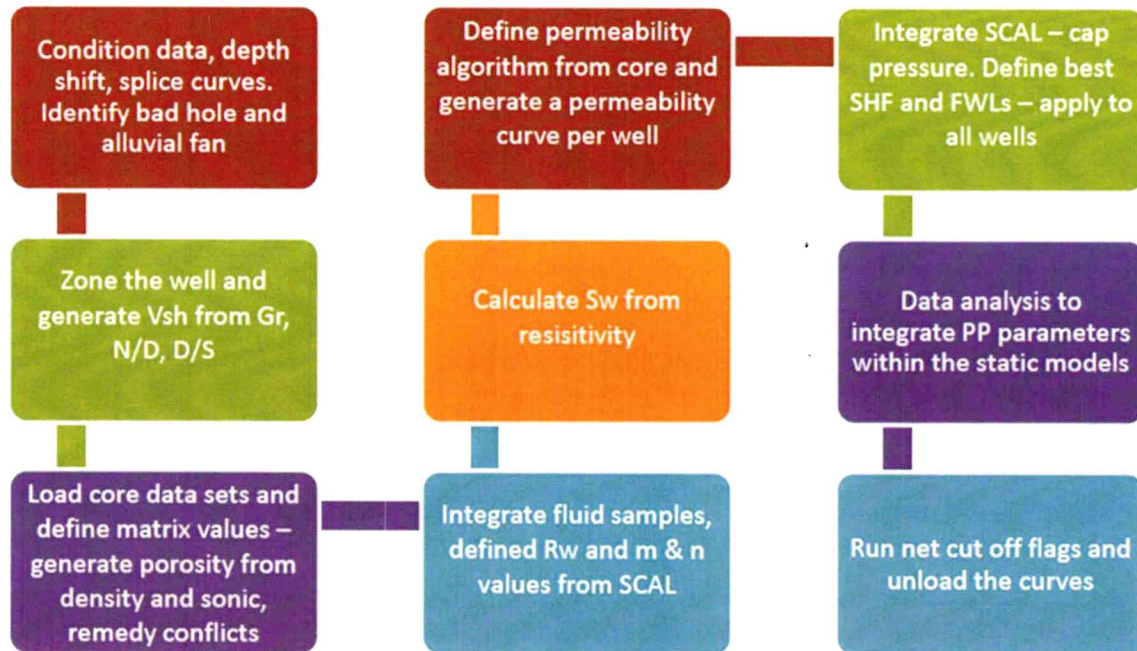 Condition data, depth
shift, splice curves.
Identify bad hole and
alluvial fan
Zone the well and
generate Vsh from Gr,
N/D, D/S
Load core data sets and
define matrix values –
generate porosity from
density and sonic,
remedy conflicts
Integrate fluid samples,
defined Rw and m & n
values from SCAL
Calculate Sw from
resisitivity
Define permeability
algorithm from core and
generate a permeability
curve per well
Integrate SCAL – cap
pressure. Define best
SHF and FWLs – apply to
all wells
Data analysis to
integrate PP parameters
within the static models
Run net cut off flags and
unload the curves